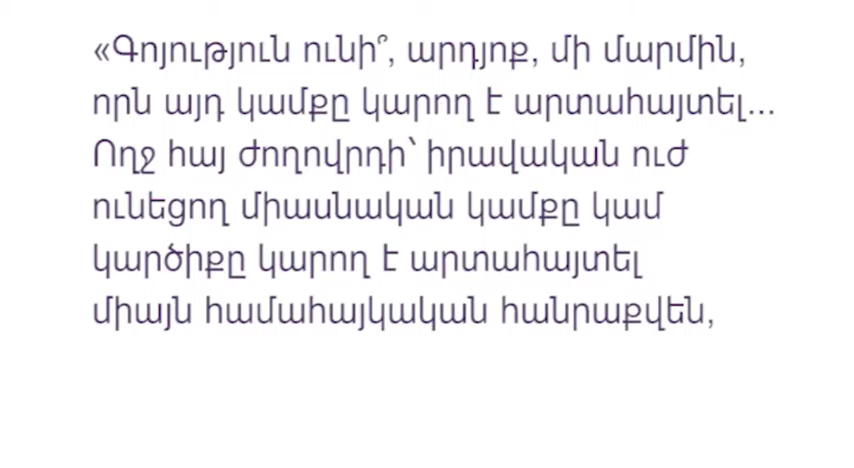 «Գոյություն ունի՞, արդյոք, մի մարմին,
որն այդ կամքը կարող է արտահայտել...
Ողջ հայ ժողովրդի՝ իրավական ուժ
ունեցող միասնական կամքը կամ
կարծիքը կարող է արտահայտել
միայն համահայկական հանրաքվեն,